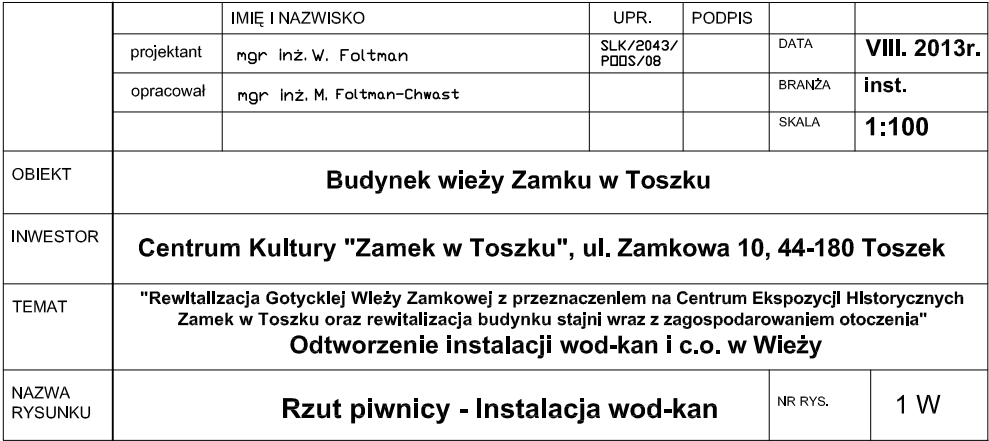 IMIĘ I NAZWISKO UPR. PODPIS
projektant mgr inż. W. Foltman SLK/2043/ DATA VIII. 2013r.
POOS/08
opracował mgr inż. M. Foltman-Chwast BRANŻA inst.
SKALA 1:100
OBIEKT Budynek wieży Zamku w Toszku
INWESTOR Centrum Kultury "Zamek w Toszku", ul. Zamkowa 10, 44-180 Toszek
TEMAT "Rewitalizacja Gotyckiej Wieży Zamkowej z przeznaczeniem na Centrum Ekspozycji Historycznych
Zamek w Toszku oraz rewitalizacja budynku stajni wraz z zagospodarowaniem otoczenia"
Odtworzenie instalacji wod-kan i c.o. w Wieży
NAZWA
RYSUNKU Rzut piwnicy - Instalacja wod-kan NR RYS. 1 W